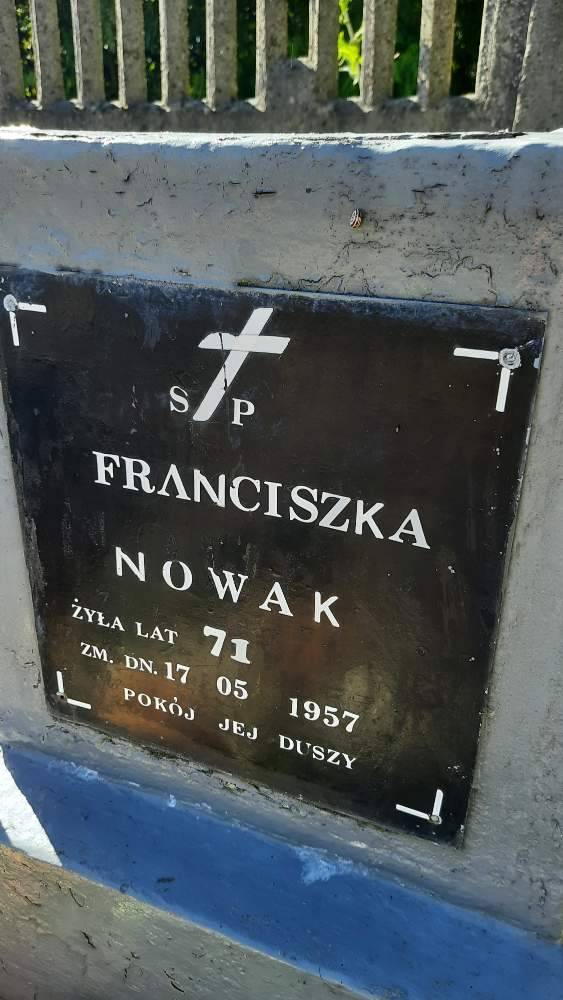 S P
FRANCISZKA
NOWAK
ŻYŁA LAT 71
ZM. DN. 17 05 1957
POKÓJ JEJ DUSZY